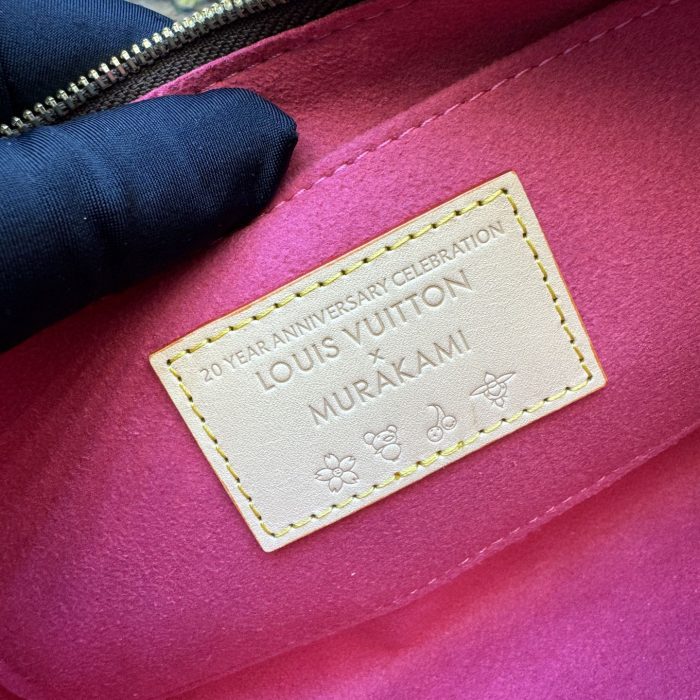 20 YEAR ANNIVERSARY CELEBRATION
LOUIS VUITTON
×
MURAKAMI